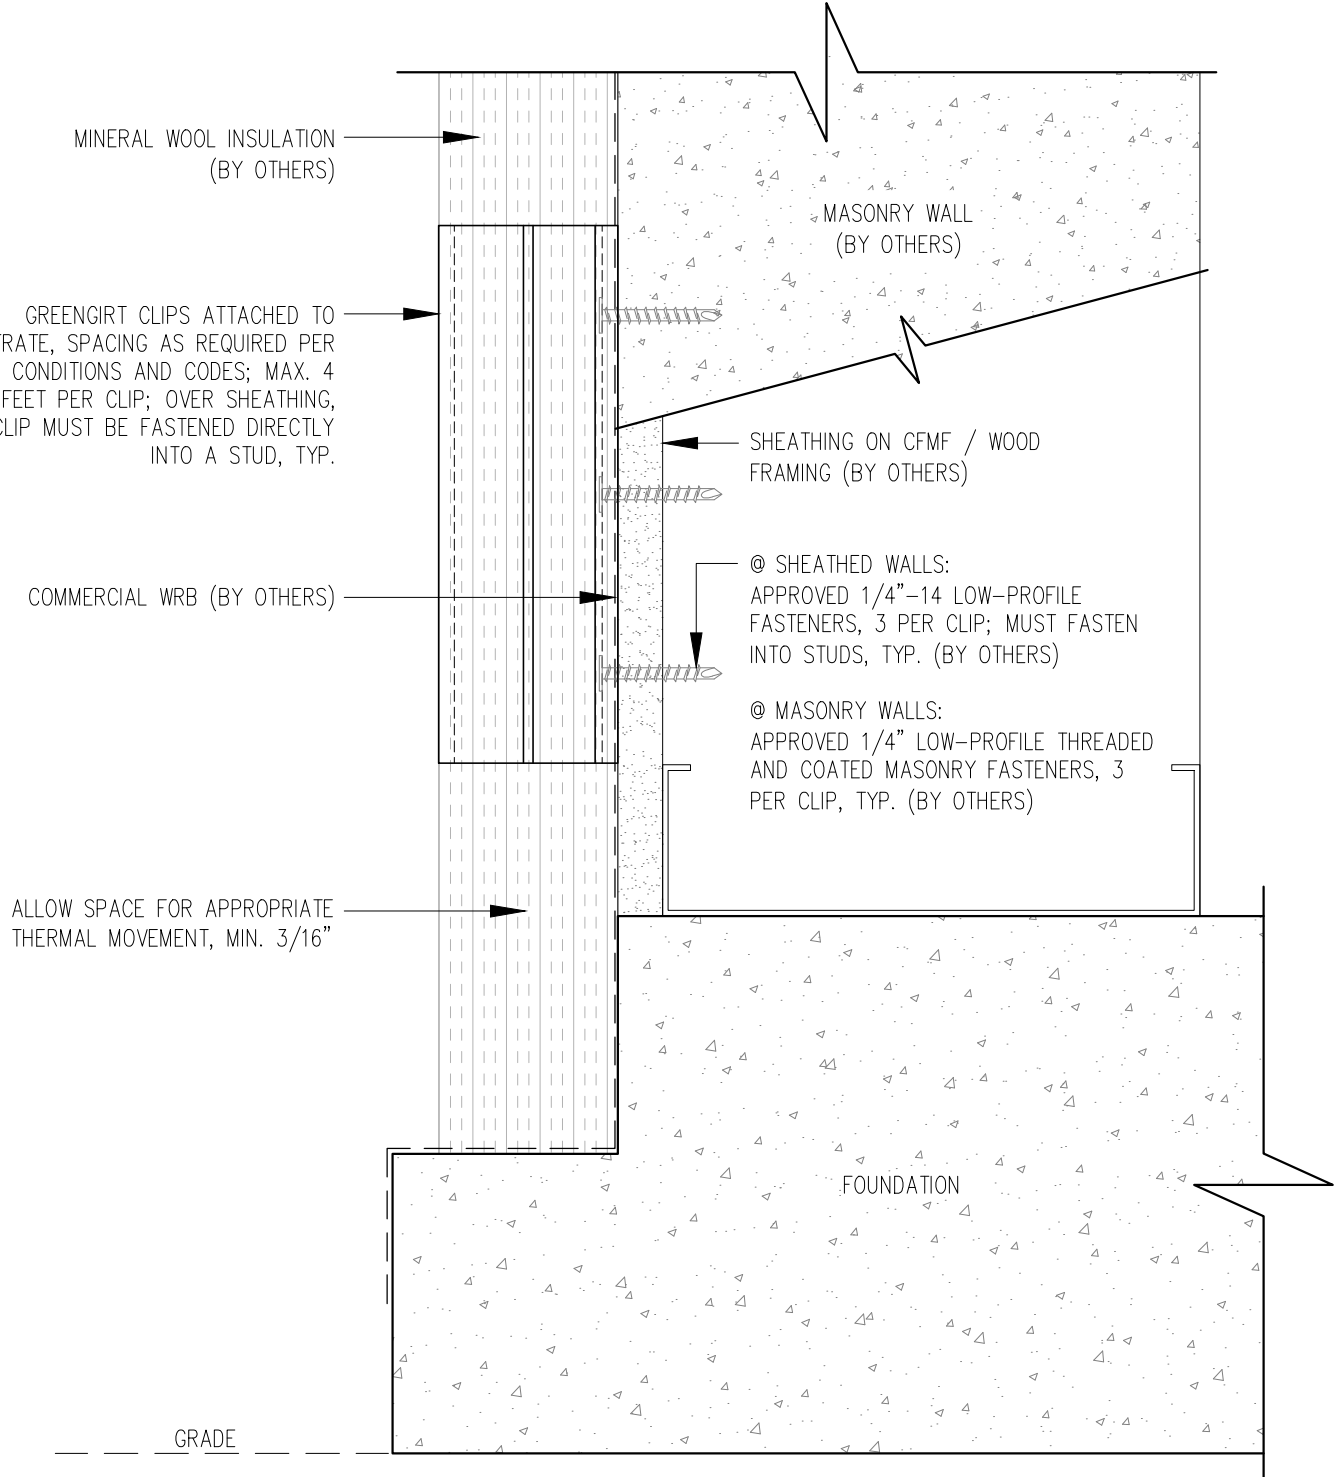 MINERAL WOOL INSULATION
(BY OTHERS)
MASONRY WALL
(BY OTHERS)
GREENGIRT CLIPS ATTACHED TO
SPACING AS REQUIRED PER
CONDITIONS AND CODES; MAX. 4
FEET PER CLIP; OVER SHEATHING,
CLIP MUST BE FASTENED DIRECTLY
INTO A STUD, TYP.
SHEATHING ON CFMF / WOOD
FRAMING (BY OTHERS)
COMMERCIAL WRB (BY OTHERS)
@ SHEATHED WALLS:
APPROVED 1/4"-14 LOW-PROFILE
FASTENERS, 3 PER CLIP; MUST FASTEN
INTO STUDS, TYP. (BY OTHERS)
@ MASONRY WALLS:
APPROVED 1/4" LOW-PROFILE THREADED
AND COATED MASONRY FASTENERS, 3
PER CLIP, TYP. (BY OTHERS)
ALLOW SPACE FOR APPROPRIATE
THERMAL MOVEMENT, MIN. 3/16"
FOUNDATION
GRADE